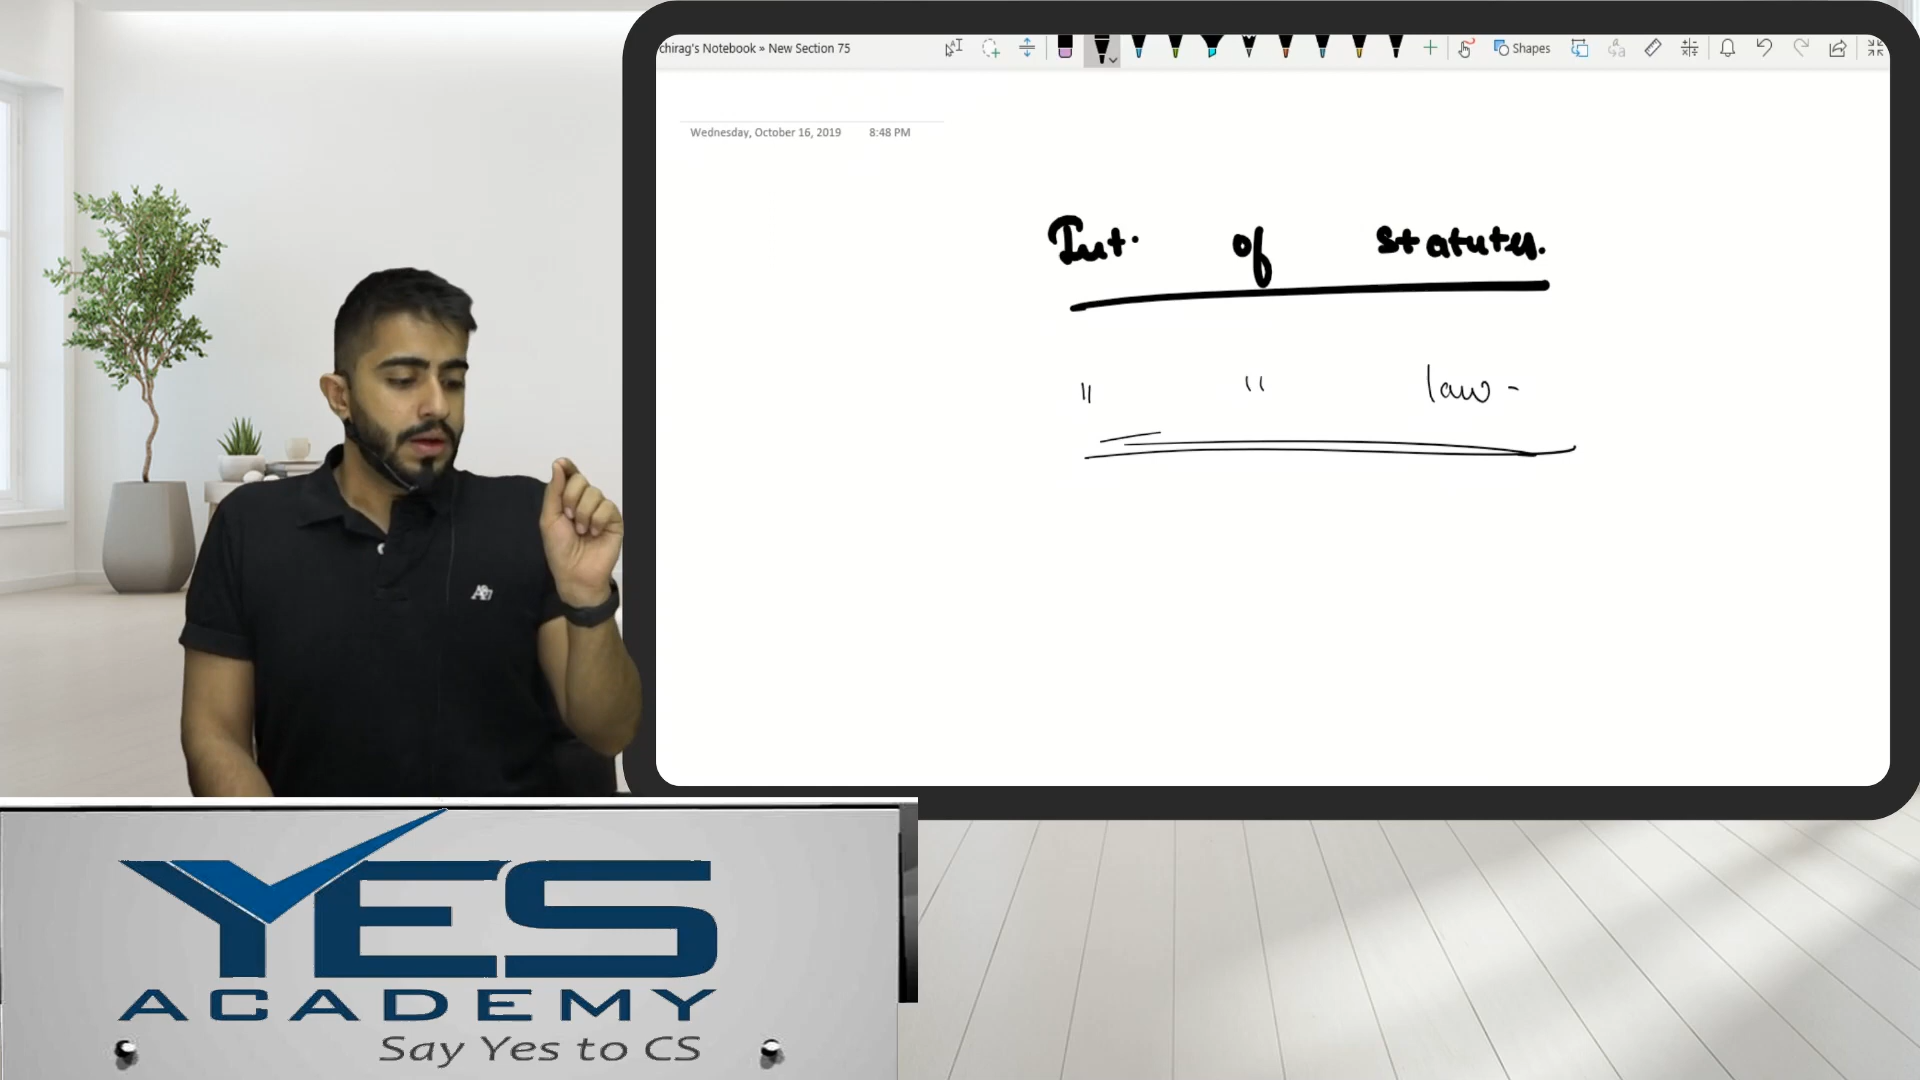 chirag's Notebook » New Section 75
Shapes
Wednesday, October 16, 2019 8:48 PM
Int. of statutes.
" " law -
YES
ACADEMY
Say Yes to CS